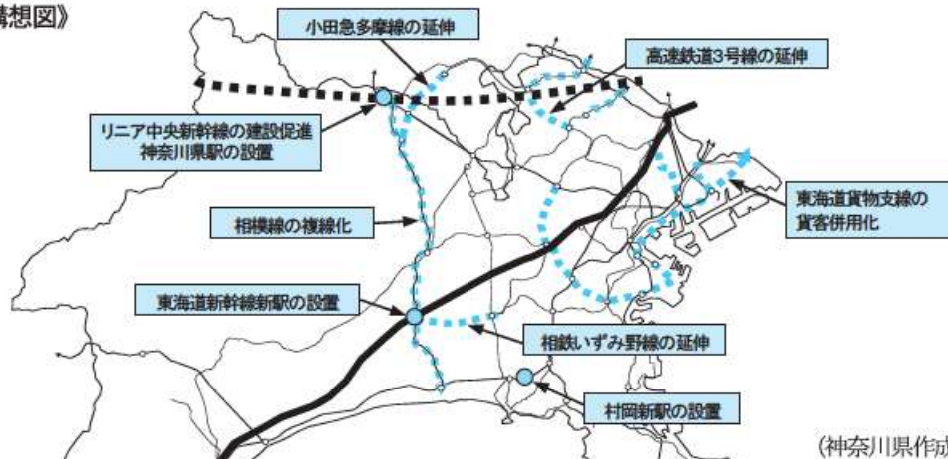 構想図》
小田急多摩線の延伸
高速鉄道3号線の延伸
リニア中央新幹線の建設促進
神奈川県駅の設置
相模線の複線化
東海道貨物支線の
貨客併用化
東海道新幹線新駅の設置
相鉄いずみ野線の延伸
村岡新駅の設置
(神奈川県作成